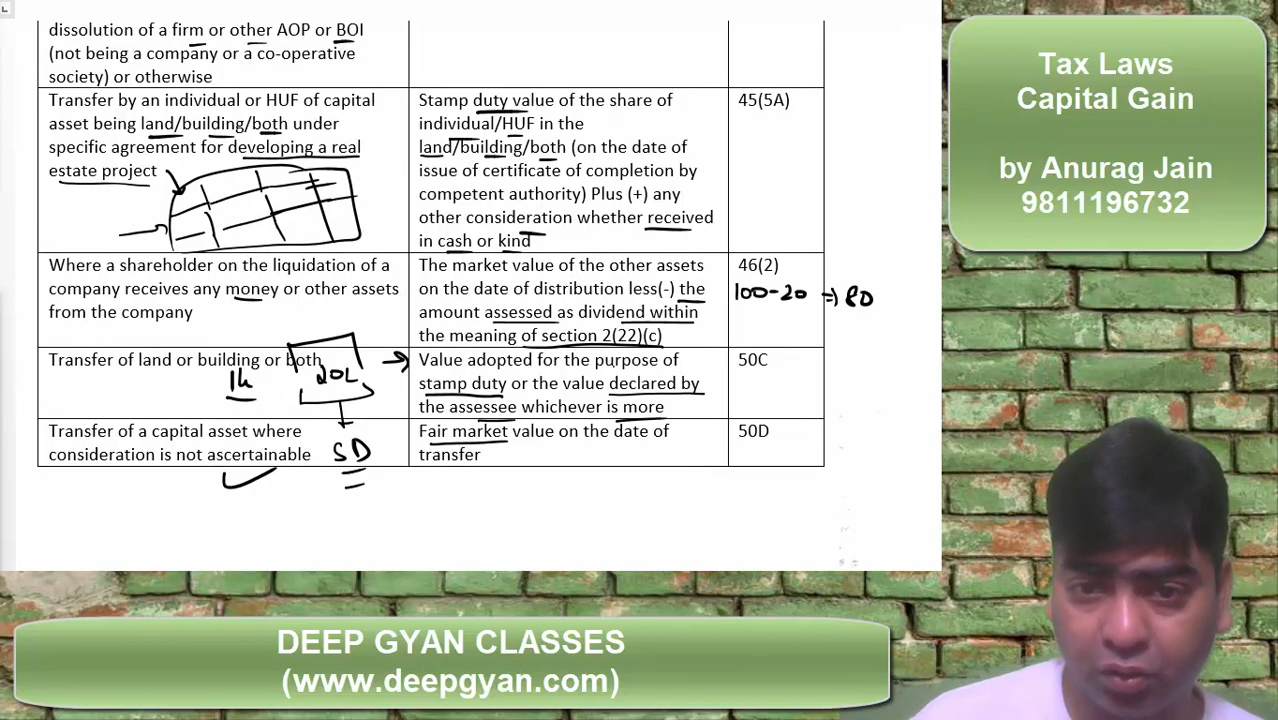 dissolution of a firm or other AOP or BOI
(not being a company or a co-operative
society) or otherwise
Transfer by an individual or HUF of capital
asset being land/building/both under
specific agreement for developing a real
estate project
Stamp duty value of the share of
individual/HUF in the
land/building/both (on the date of
issue of certificate of completion by
competent authority) Plus (+) any
other consideration whether received
in cash or kind
45(5A)
Where a shareholder on the liquidation of a
company receives any money or other assets
from the company
The market value of the other assets
on the date of distribution less(-) the
amount assessed as dividend within
the meaning of section 2(22)(c)
46(2)
100-20 => 80
Transfer of land or building or both
20L
SD
Value adopted for the purpose of
stamp duty or the value declared by
the assessee whichever is more
50C
Transfer of a capital asset where
consideration is not ascertainable
Fair market value on the date of
transfer
50D
Tax Laws
Capital Gain
by Anurag Jain
9811196732
DEEP GYAN CLASSES
(www.deepgyan.com)